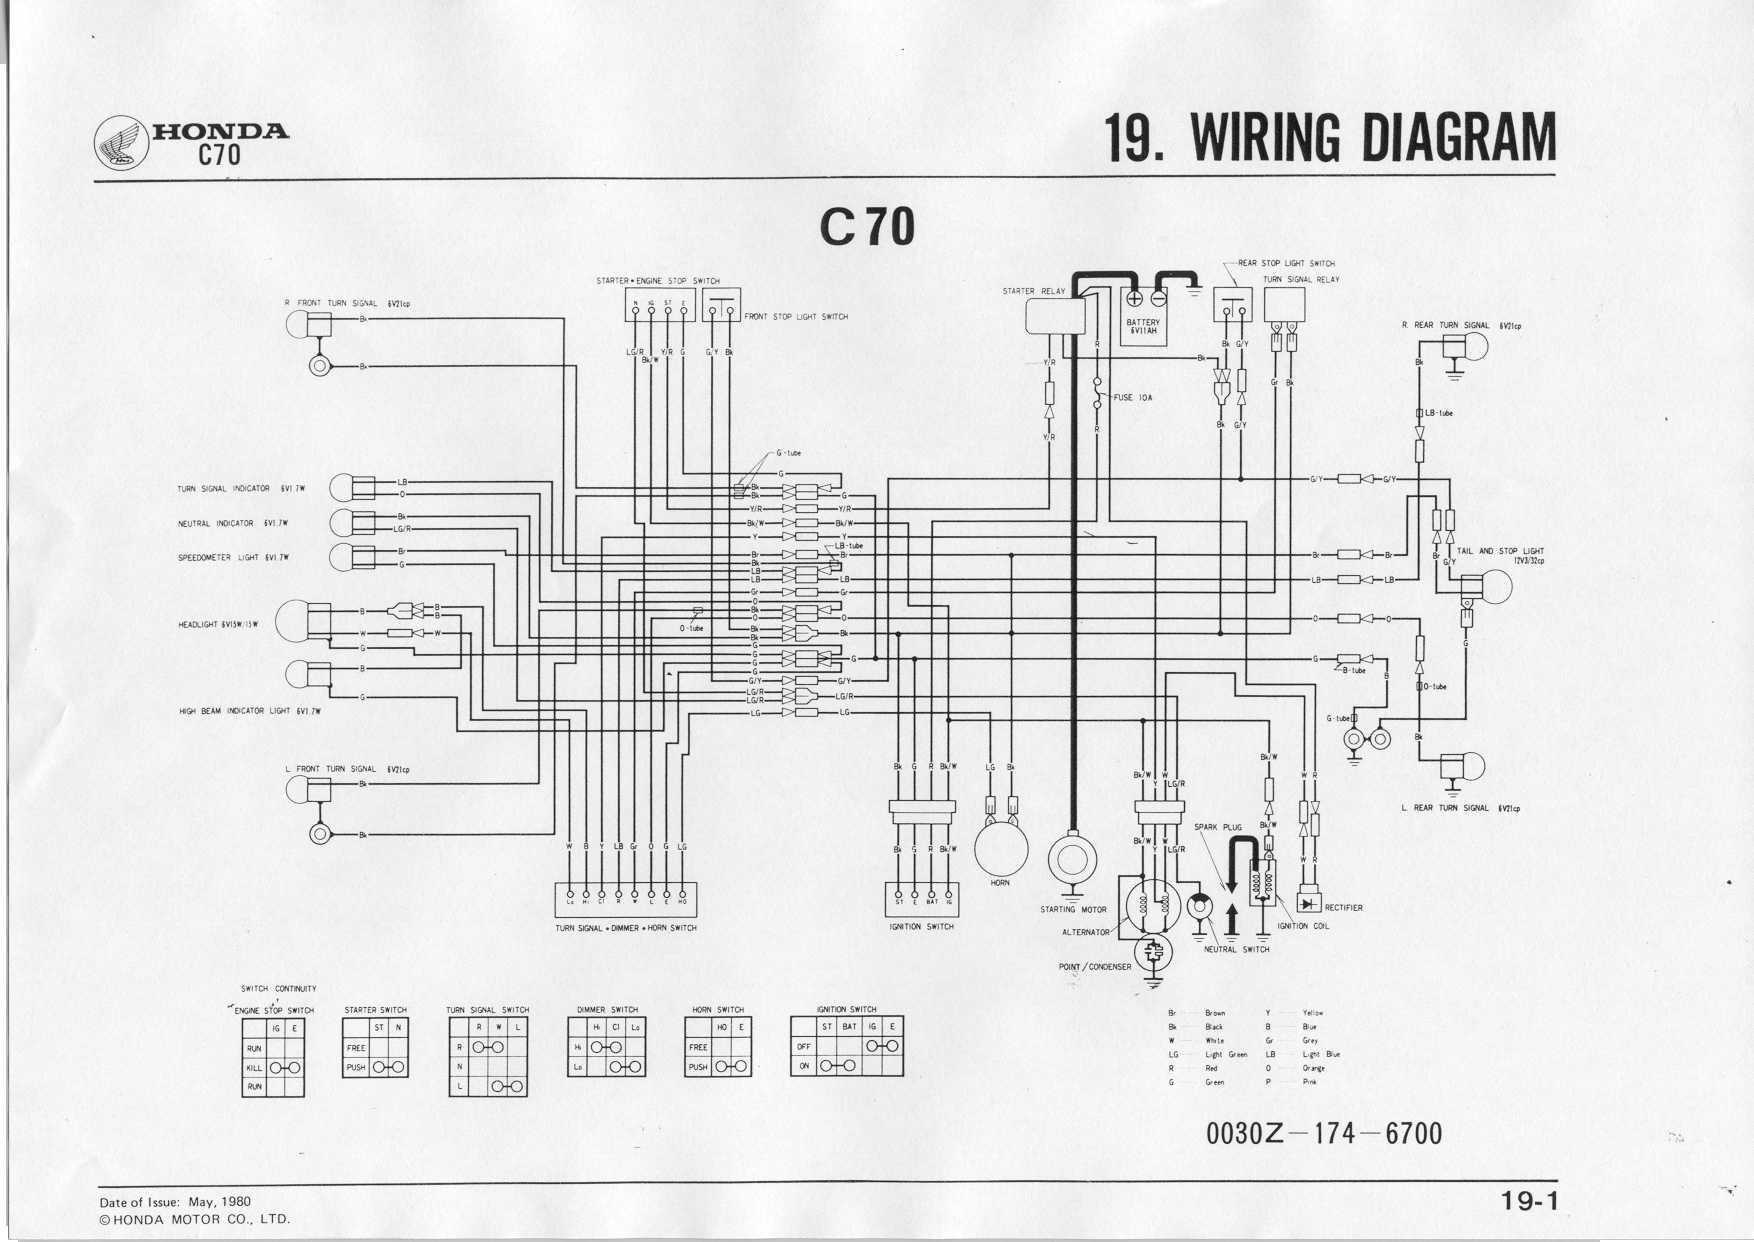 HONDA
C70
19. WIRING DIAGRAM
C70
REAR STOP LIGHT SWITCH
TURN SIGNAL RELAY
STARTER•ENGINE STOP SWITCH
STARTER RELAY
R FRONT TURN SIGNAL 6V21cp
N IG ST E
FRONT STOP LIGHT SWITCH
BATTERY
6V11AH
R. REAR TURN SIGNAL 6V21cp
Bk
LG/R Y/R G G/Y Bk
Bk/W
R
Bk G/Y
Bk
Y/R
Bk
Bk
Gr Bk
FUSE 10A
LB-tube
Bk G/Y
R
Y/R
G-tube
G
TURN SIGNAL INDICATOR 6V1.7W
LB
O
Bk
Bk G
G/Y G/Y
Y/R Y/R
NEUTRAL INDICATOR 6V1.7W
Bk
LG/R
Bk/W Bk/W
Y Y
LB-tube
SPEEDOMETER LIGHT 6V1.7W
Br
G
Br Br
Br Br
Br G/Y
TAIL AND STOP LIGHT
12V3/32cp
Bk
LB
LB LB
LB LB
Gr Gr
HEADLIGHT 6V15W/15W
B B
B
W W
G
O
Bk
O O
O O
O-tube
Bk
Bk Bk
G
G
G G
G
G
B-tube
B
HIGH BEAM INDICATOR LIGHT 6V1.7W
B
G
G/Y G/Y
LG/R LG/R
LG/R
LG
O-tube
G-tube
Bk
L FRONT TURN SIGNAL 6V21cp
Bk
Bk
Bk G R Bk/W
LG Bk
Bk/W W
Y LG/R
Bk/W
W R
L. REAR TURN SIGNAL 6V21cp
W B Y LB Gr O G LG
Bk G R Bk/W
Bk/W W
Y LG/R
SPARK PLUG
Bk/W
W R
HORN
Lo Hi Cl R W L E HO
ST E BAT IG
TURN SIGNAL•DIMMER•HORN SWITCH
IGNITION SWITCH
STARTING MOTOR
ALTERNATOR
POINT/CONDENSER
NEUTRAL SWITCH
IGNITION COIL
RECTIFIER
SWITCH CONTINUITY
ENGINE STOP SWITCH
IG E
RUN
KILL
RUN
STARTER SWITCH
ST N
FREE
PUSH
TURN SIGNAL SWITCH
R W L
R
N
L
DIMMER SWITCH
Hi Cl Lo
Hi
Lo
HORN SWITCH
HO E
FREE
PUSH
IGNITION SWITCH
ST BAT IG E
OFF
ON
Br Brown Y Yellow
Bk Black B Blue
W White Gr Grey
LG Light Green LB Light Blue
R Red O Orange
G Green P Pink
0030Z-174-6700
Date of Issue: May, 1980
© HONDA MOTOR CO., LTD.
19-1